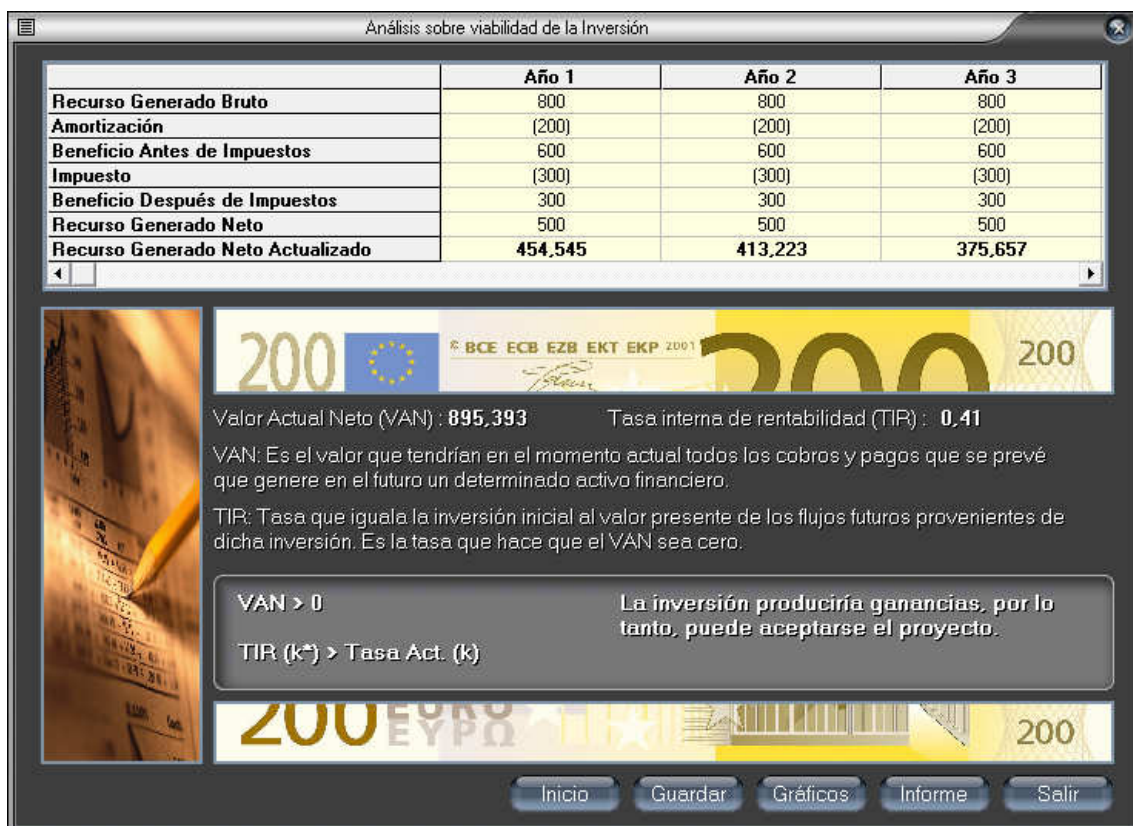 Análisis sobre viabilidad de la Inversión
Año 1 Año 2 Año 3
Recurso Generado Bruto 800 800 800
Amortización (200) (200) (200)
Beneficio Antes de Impuestos 600 600 600
Impuesto (300) (300) (300)
Beneficio Después de Impuestos 300 300 300
Recurso Generado Neto 500 500 500
Recurso Generado Neto Actualizado 454,545 413,223 375,657
200 © BCE ECB EZB EKT EKP 2001 200 200
Valor Actual Neto (VAN) : 895,393 Tasa interna de rentabilidad (TIR) : 0,41
VAN: Es el valor que tendrían en el momento actual todos los cobros y pagos que se prevé
que genere en el futuro un determinado activo financiero.
TIR: Tasa que iguala la inversión inicial al valor presente de los flujos futuros provenientes de
dicha inversión. Es la tasa que hace que el VAN sea cero.
VAN > 0 La inversión produciría ganancias, por lo
tanto, puede aceptarse el proyecto.
TIR (k*) > Tasa Act. (k)
200 EURO 200
ΕΥΡΩ
Inicio Guardar Gráficos Informe Salir